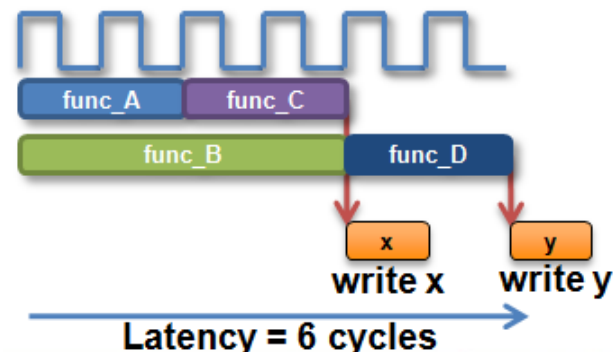 func_A func_C
func_B func_D
x y
write x write y
Latency = 6 cycles